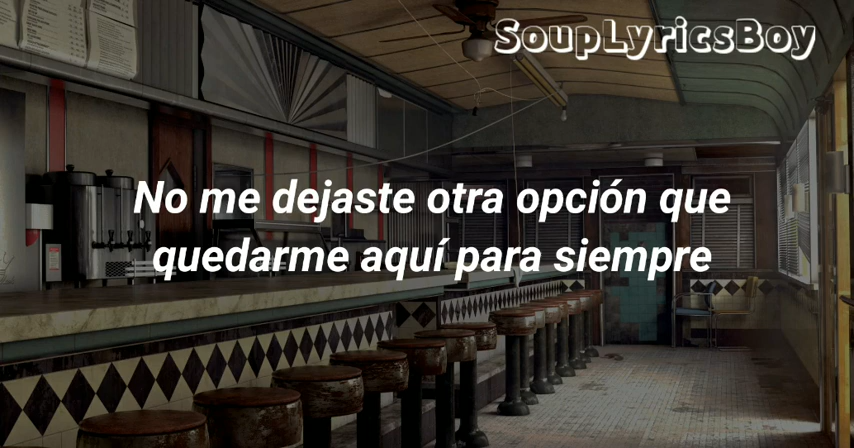 SoupLyricsBoy
No me dejaste otra opción que
quedarme aquí para siempre